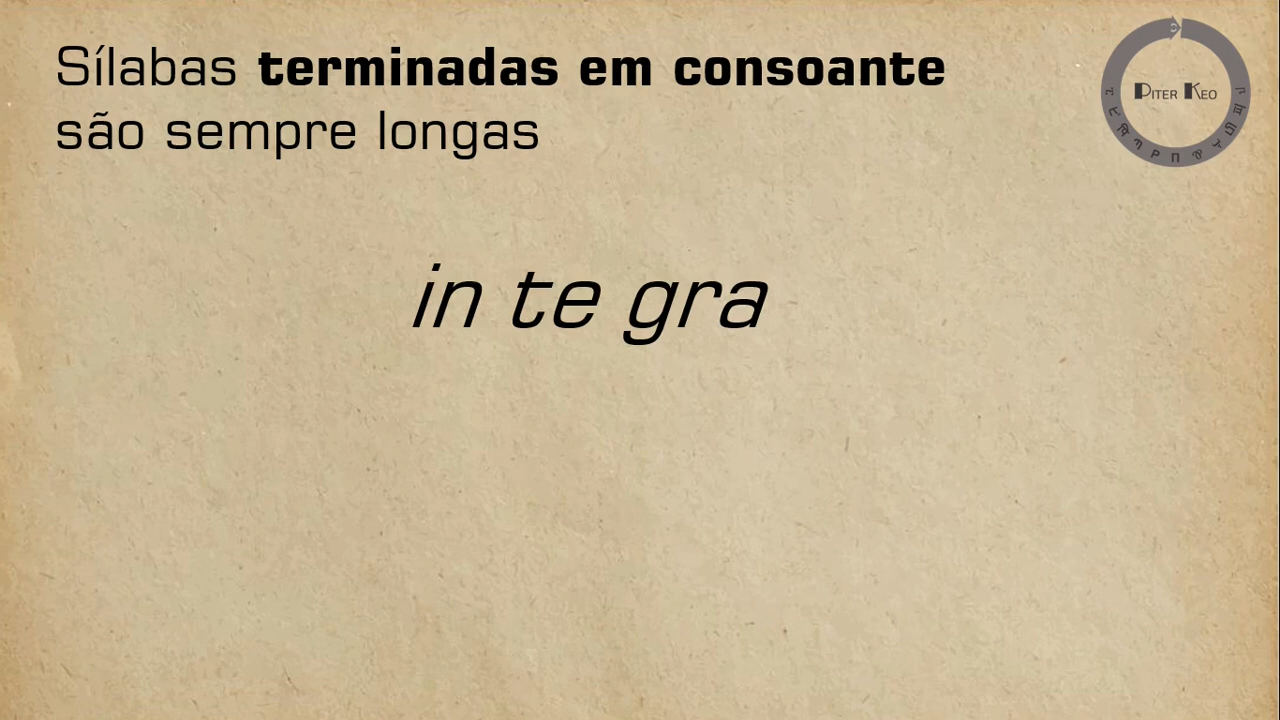 Sílabas terminadas em consoante
são sempre longas
PITER KEO
in te gra